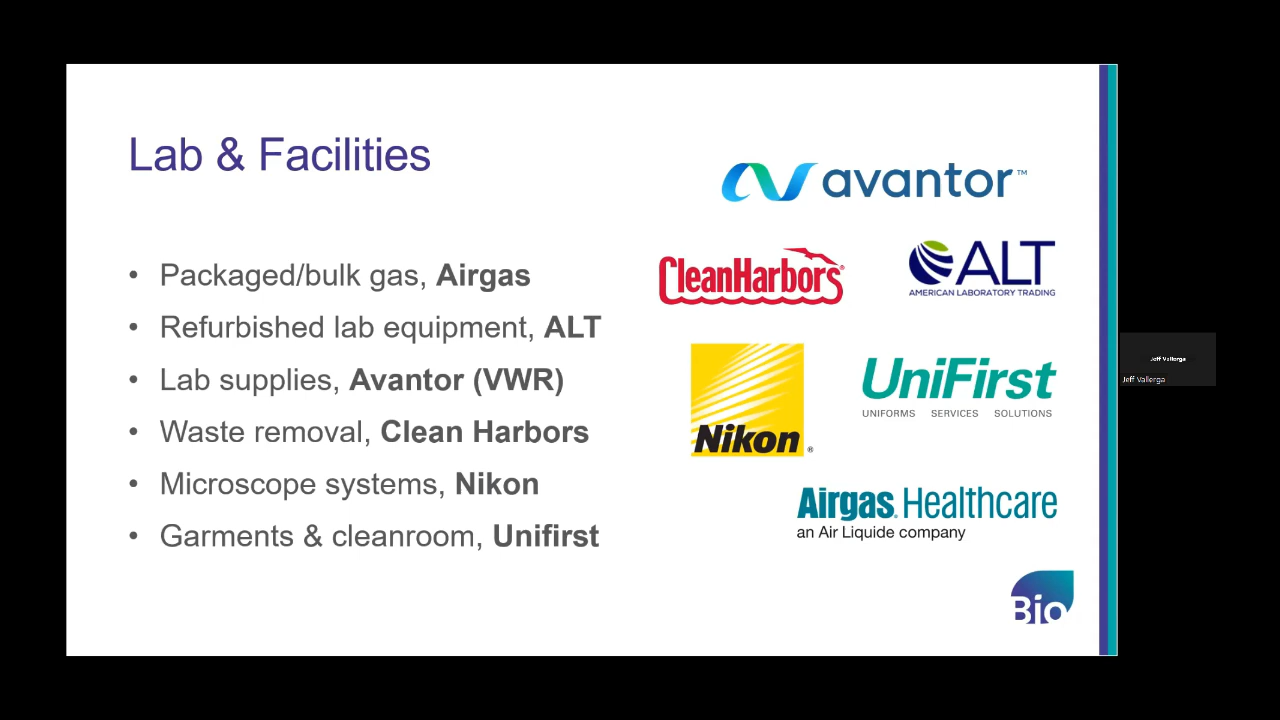 Lab & Facilities
• Packaged/bulk gas, Airgas
• Refurbished lab equipment, ALT
• Lab supplies, Avantor (VWR)
• Waste removal, Clean Harbors
• Microscope systems, Nikon
• Garments & cleanroom, Unifirst
avantor™
CleanHarbors®
ALT
AMERICAN LABORATORY TRADING
Nikon®
UniFirst
UNIFORMS SERVICES SOLUTIONS
Airgas. Healthcare
an Air Liquide company
Bio
Jeff Vallerga
Jeff Vallerga